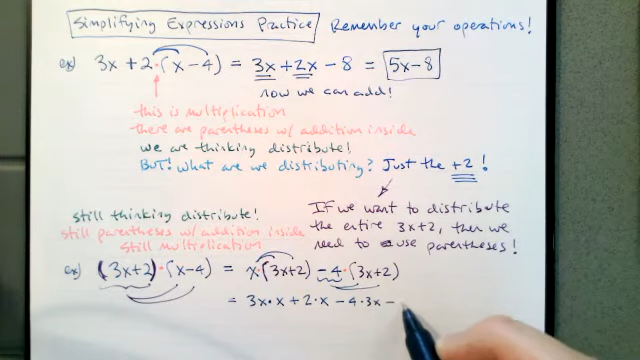 Simplifying Expressions Practice Remember your operations!
ex) 3x + 2·(x − 4) = 3x + 2x − 8 = 5x − 8
now we can add!
this is multiplication
there are parentheses w/ addition inside
we are thinking distribute!
BUT! what are we distributing? Just the +2!
still thinking distribute!
still parentheses w/ addition inside
still multiplication
If we want to distribute
the entire 3x+2, then we
need to use parentheses!
ex) (3x+2)·(x−4) = x·(3x+2) −4·(3x+2)
= 3x·x + 2·x − 4·3x −